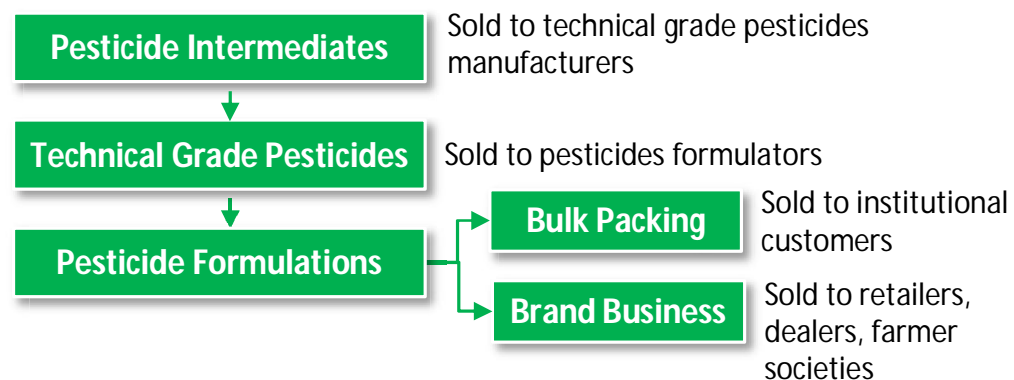 Pesticide Intermediates
Sold to technical grade pesticides
manufacturers
Technical Grade Pesticides
Sold to pesticides formulators
Pesticide Formulations
Bulk Packing
Sold to institutional
customers
Brand Business
Sold to retailers,
dealers, farmer
societies